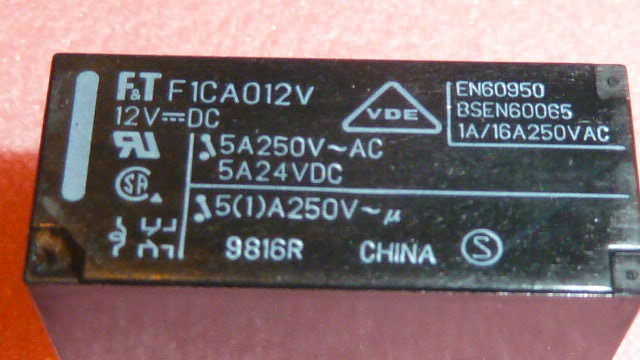 F&T F1CA012V
12V⎓DC
VDE
EN60950
BSEN60065
1A/16A250VAC
5A250V~AC
5A24VDC
5(1)A250V~µ
9816R CHINA S